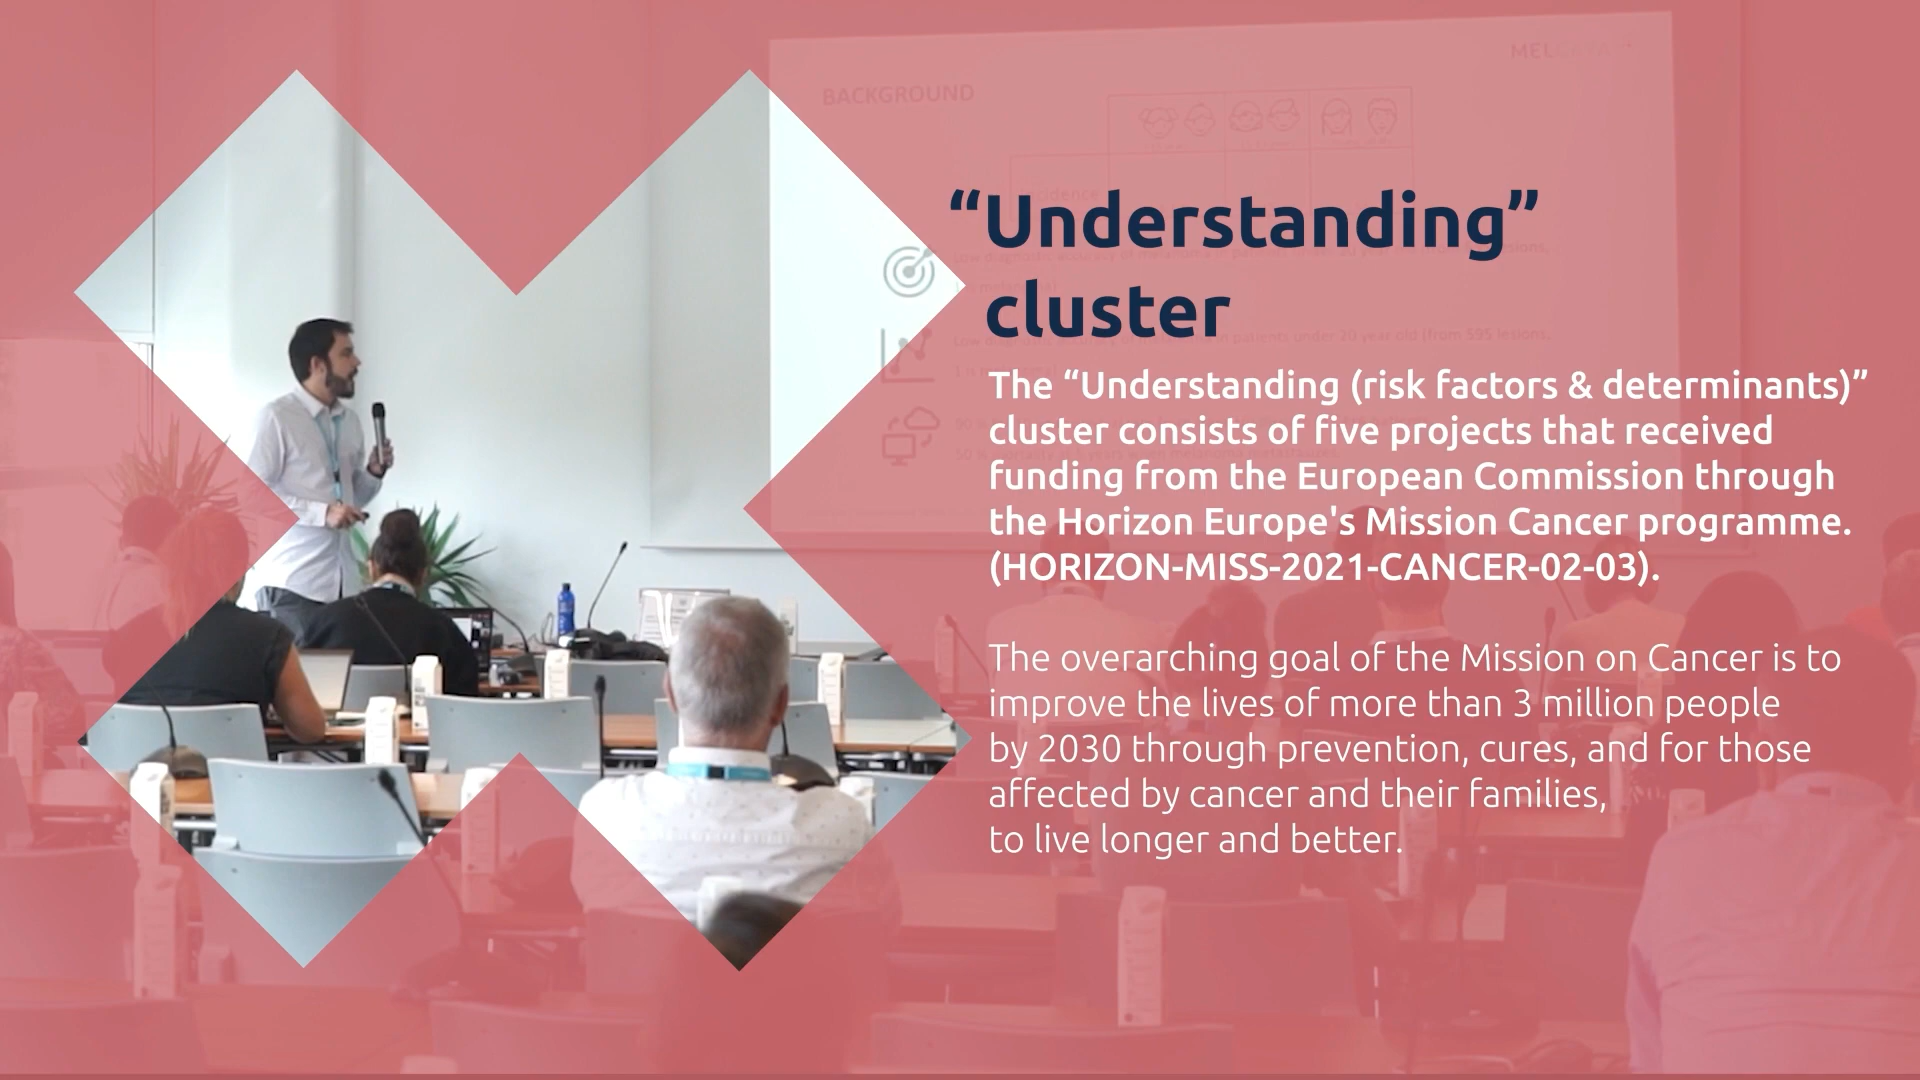 BACKGROUND
“Understanding”
cluster
The “Understanding (risk factors & determinants)”
cluster consists of five projects that received
funding from the European Commission through
the Horizon Europe's Mission Cancer programme.
(HORIZON-MISS-2021-CANCER-02-03).
The overarching goal of the Mission on Cancer is to
improve the lives of more than 3 million people
by 2030 through prevention, cures, and for those
affected by cancer and their families,
to live longer and better.